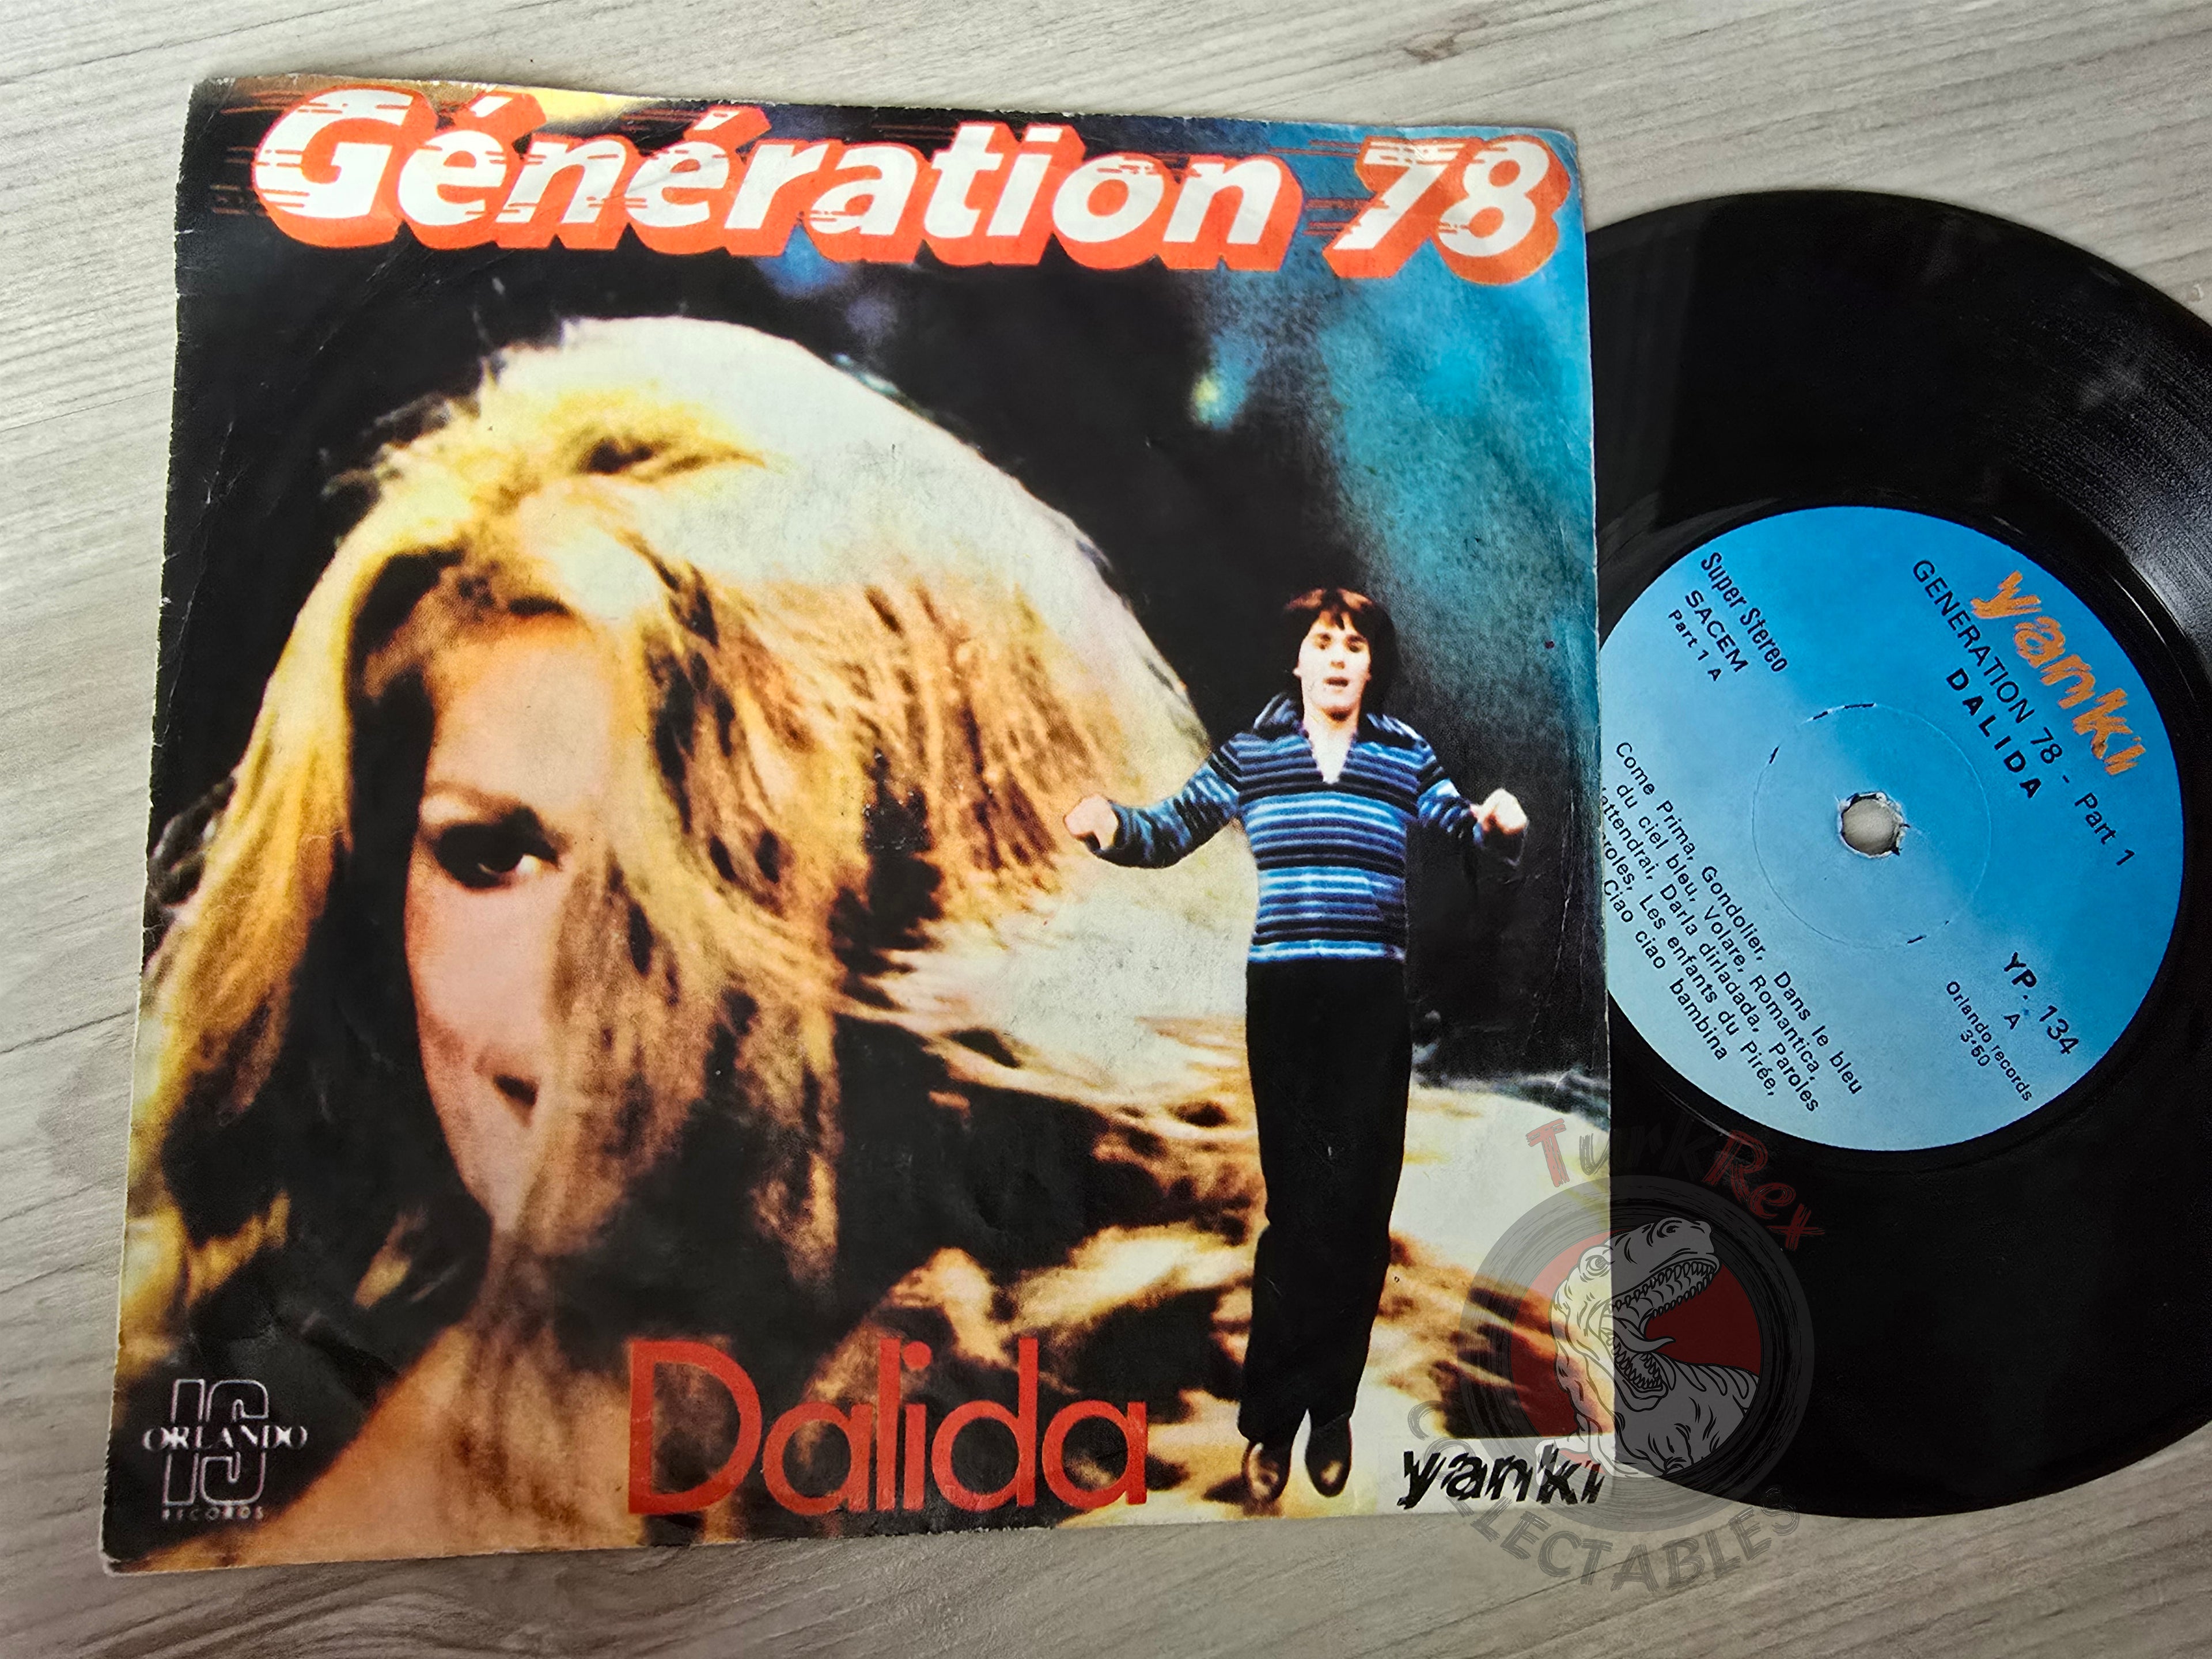 Génération 78
Dalida
IS
ORLANDO
RECORDS
yanki
yanki
GENERATION 78 - Part 1
DALIDA
Super Stereo
SACEM
Part 1 A
YP - 134
A
Orlando records
3.50
Come Prima, Gondolier, Dans le bleu
du ciel bleu, Volare, Romantica,
J'attendrai, Darla dirladada, Paroles
paroles, Les enfants du Pirée,
Ciao ciao bambina
TurkRex
COLLECTABLES